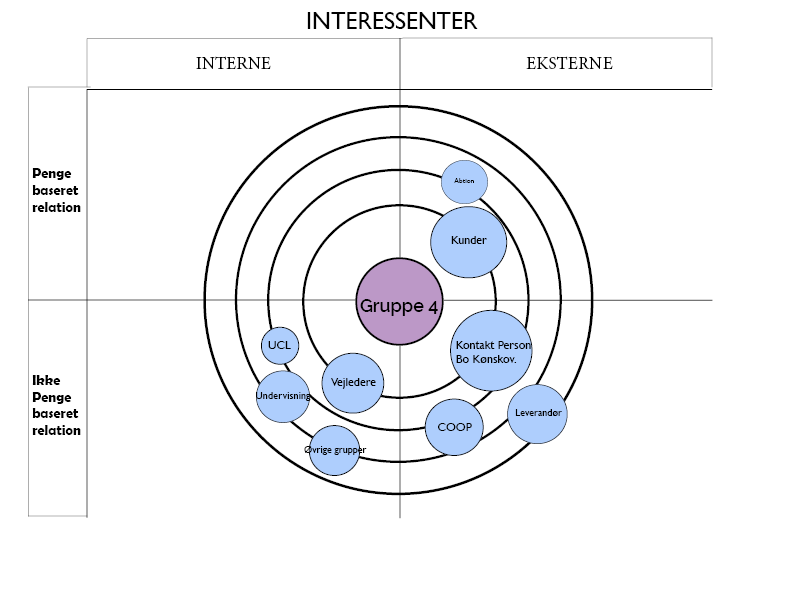 INTERESSENTER
INTERNE
EKSTERNE
Penge
baseret
relation
Kunder
Gruppe 4
UCL
Kontakt Person
Bo Kønskov.
Vejledere
Undervisning
Ikke
Penge
baseret
relation
COOP
Leverandør
Øvrige grupper